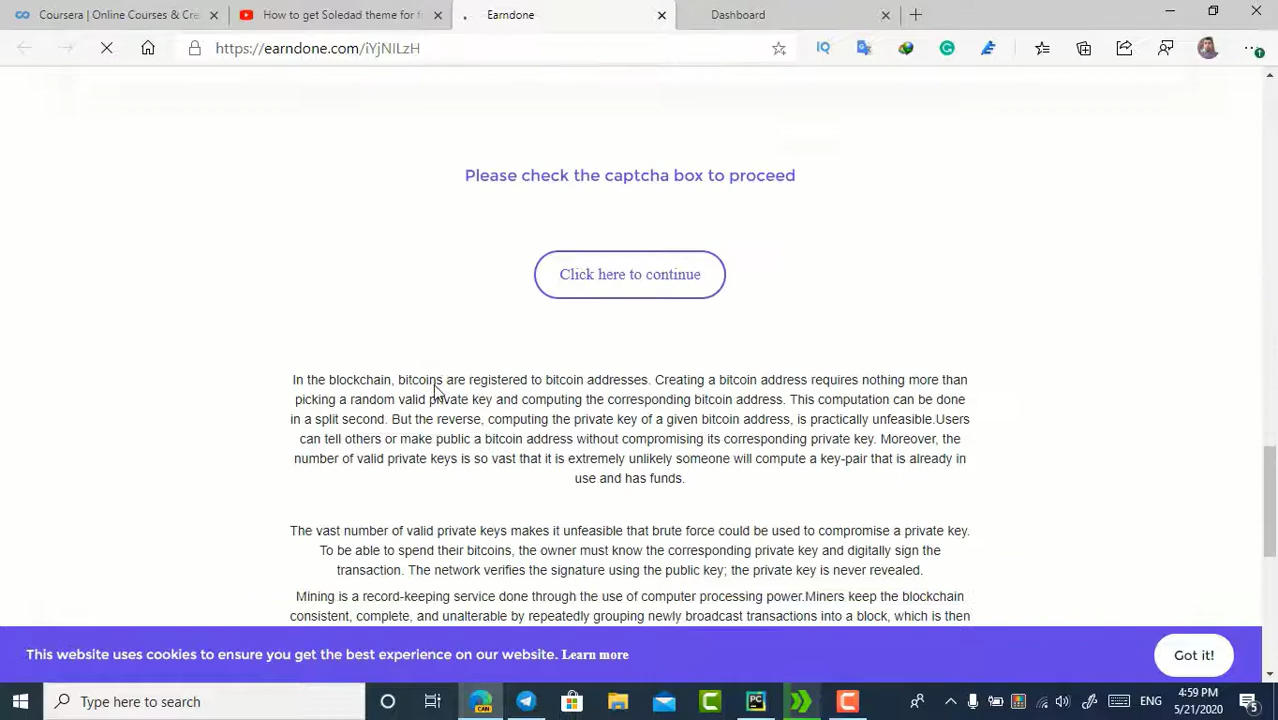 Coursera | Online Courses & Cre
How to get Soledad theme for f
Earndone
Dashboard
https://earndone.com/iYjNILzH
Please check the captcha box to proceed
Click here to continue
In the blockchain, bitcoins are registered to bitcoin addresses. Creating a bitcoin address requires nothing more than
picking a random valid private key and computing the corresponding bitcoin address. This computation can be done
in a split second. But the reverse, computing the private key of a given bitcoin address, is practically unfeasible.Users
can tell others or make public a bitcoin address without compromising its corresponding private key. Moreover, the
number of valid private keys is so vast that it is extremely unlikely someone will compute a key-pair that is already in
use and has funds.
The vast number of valid private keys makes it unfeasible that brute force could be used to compromise a private key.
To be able to spend their bitcoins, the owner must know the corresponding private key and digitally sign the
transaction. The network verifies the signature using the public key; the private key is never revealed.
Mining is a record-keeping service done through the use of computer processing power.Miners keep the blockchain
consistent, complete, and unalterable by repeatedly grouping newly broadcast transactions into a block, which is then
This website uses cookies to ensure you get the best experience on our website. Learn more
Got it!
Type here to search
CAN
PC
ENG
4:59 PM
5/21/2020
5